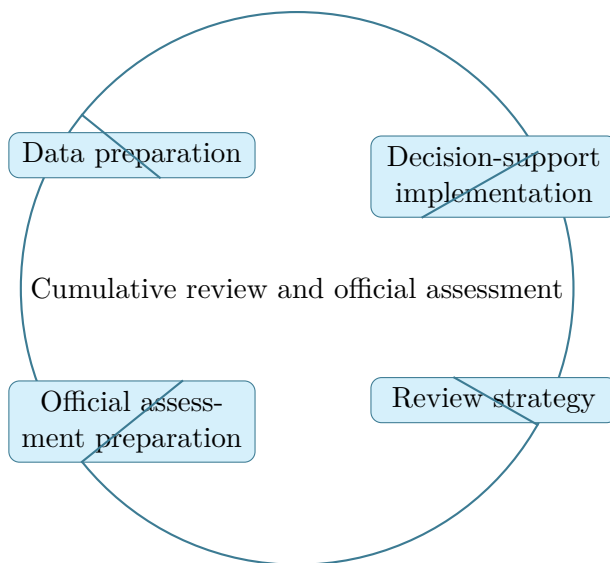 Data preparation
Decision-support
implementation
Cumulative review and official assessment
Official assess-
ment preparation
Review strategy